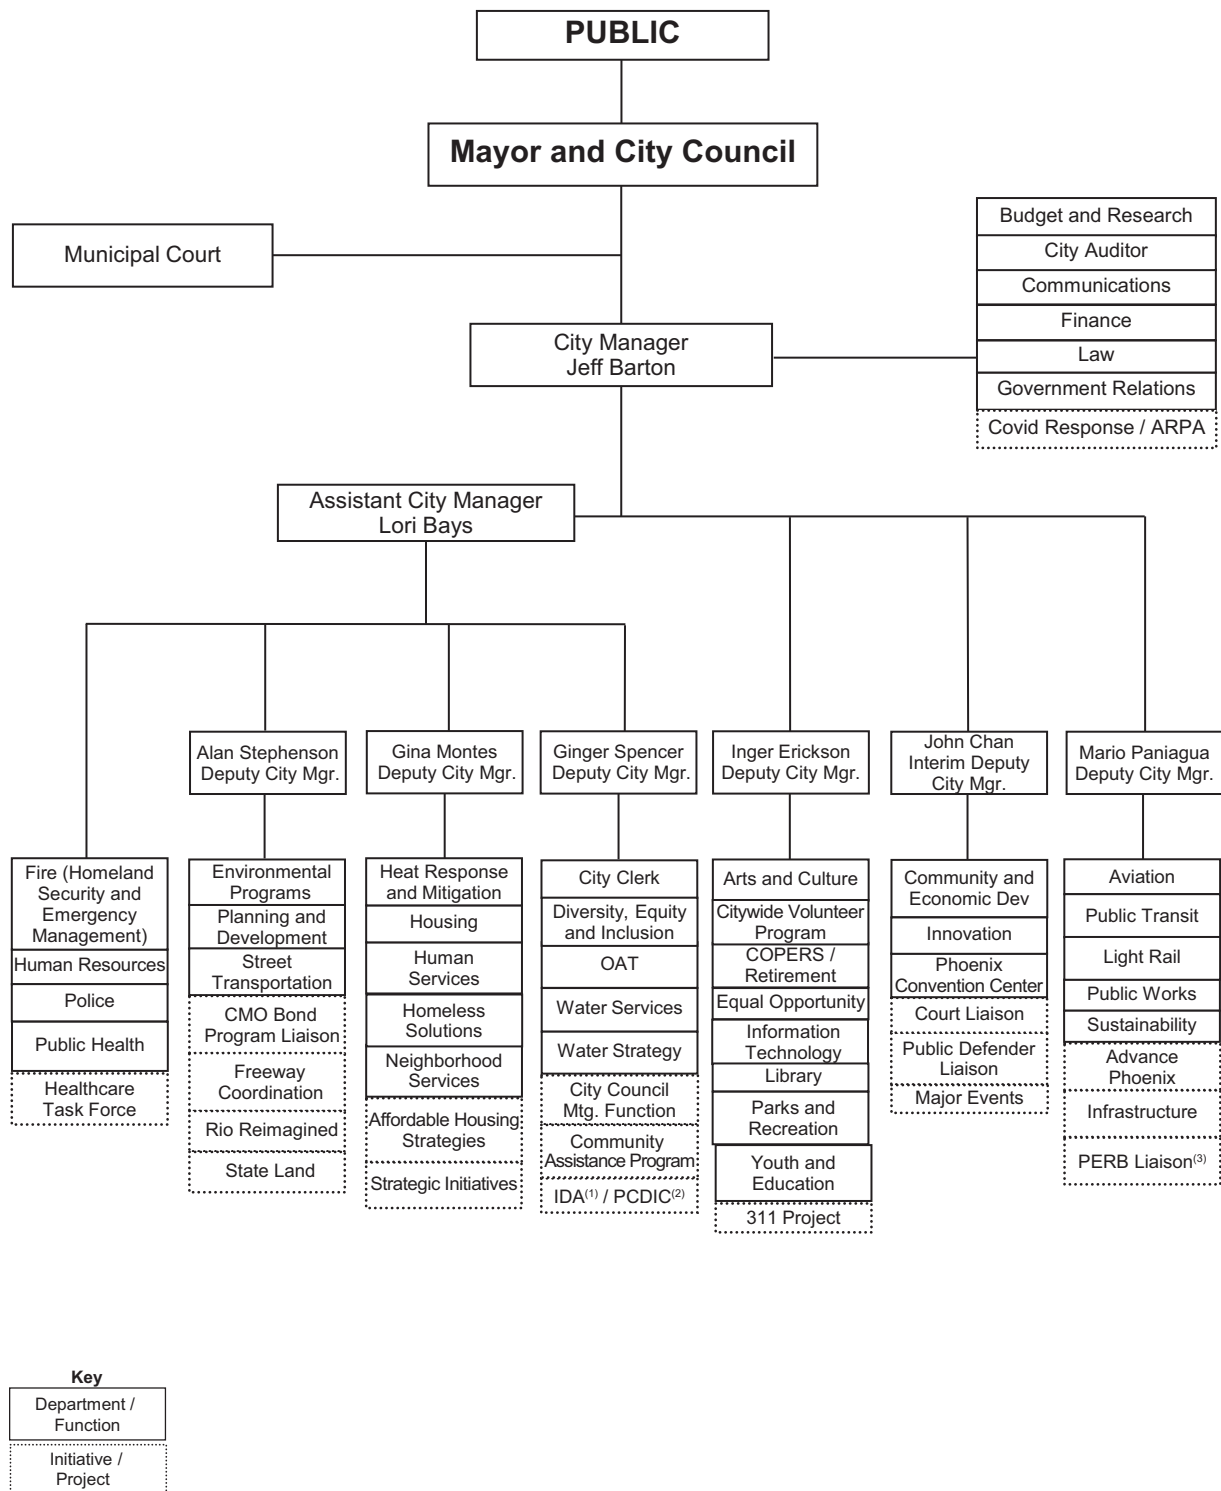 PUBLIC
Mayor and City Council
Municipal Court
Budget and Research
City Auditor
Communications
Finance
Law
Government Relations
Covid Response / ARPA
City Manager
Jeff Barton
Assistant City Manager
Lori Bays
Alan Stephenson
Deputy City Mgr.
Gina Montes
Deputy City Mgr.
Ginger Spencer
Deputy City Mgr.
Inger Erickson
Deputy City Mgr.
John Chan
Interim Deputy
City Mgr.
Mario Paniagua
Deputy City Mgr.
Fire (Homeland
Security and
Emergency
Management)
Human Resources
Police
Public Health
Healthcare
Task Force
Environmental
Programs
Planning and
Development
Street
Transportation
CMO Bond
Program Liaison
Freeway
Coordination
Rio Reimagined
State Land
Heat Response
and Mitigation
Housing
Human
Services
Homeless
Solutions
Neighborhood
Services
Affordable Housing
Strategies
Strategic Initiatives
City Clerk
Diversity, Equity
and Inclusion
OAT
Water Services
Water Strategy
City Council
Mtg. Function
Community
Assistance Program
IDA(1) / PCDIC(2)
Arts and Culture
Citywide Volunteer
Program
COPERS /
Retirement
Equal Opportunity
Information
Technology
Library
Parks and
Recreation
Youth and
Education
311 Project
Community and
Economic Dev
Innovation
Phoenix
Convention Center
Court Liaison
Public Defender
Liaison
Major Events
Aviation
Public Transit
Light Rail
Public Works
Sustainability
Advance
Phoenix
Infrastructure
PERB Liaison(3)
Key
Department /
Function
Initiative /
Project